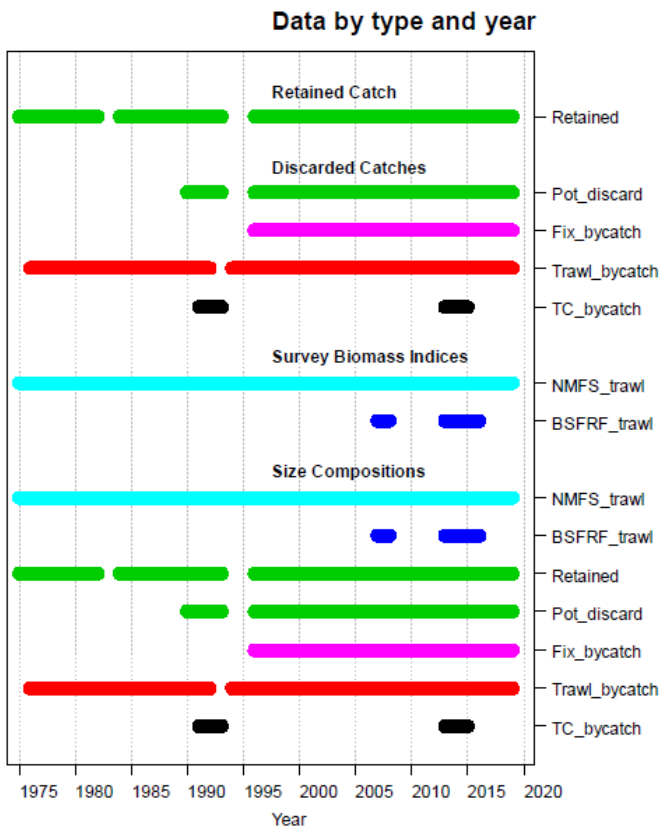 Data by type and year
Retained Catch
Retained
Discarded Catches
Pot_discard
Fix_bycatch
Trawl_bycatch
TC_bycatch
Survey Biomass Indices
NMFS_trawl
BSFRF_trawl
Size Compositions
NMFS_trawl
BSFRF_trawl
Retained
Pot_discard
Fix_bycatch
Trawl_bycatch
TC_bycatch
1975 1980 1985 1990 1995 2000 2005 2010 2015 2020
Year